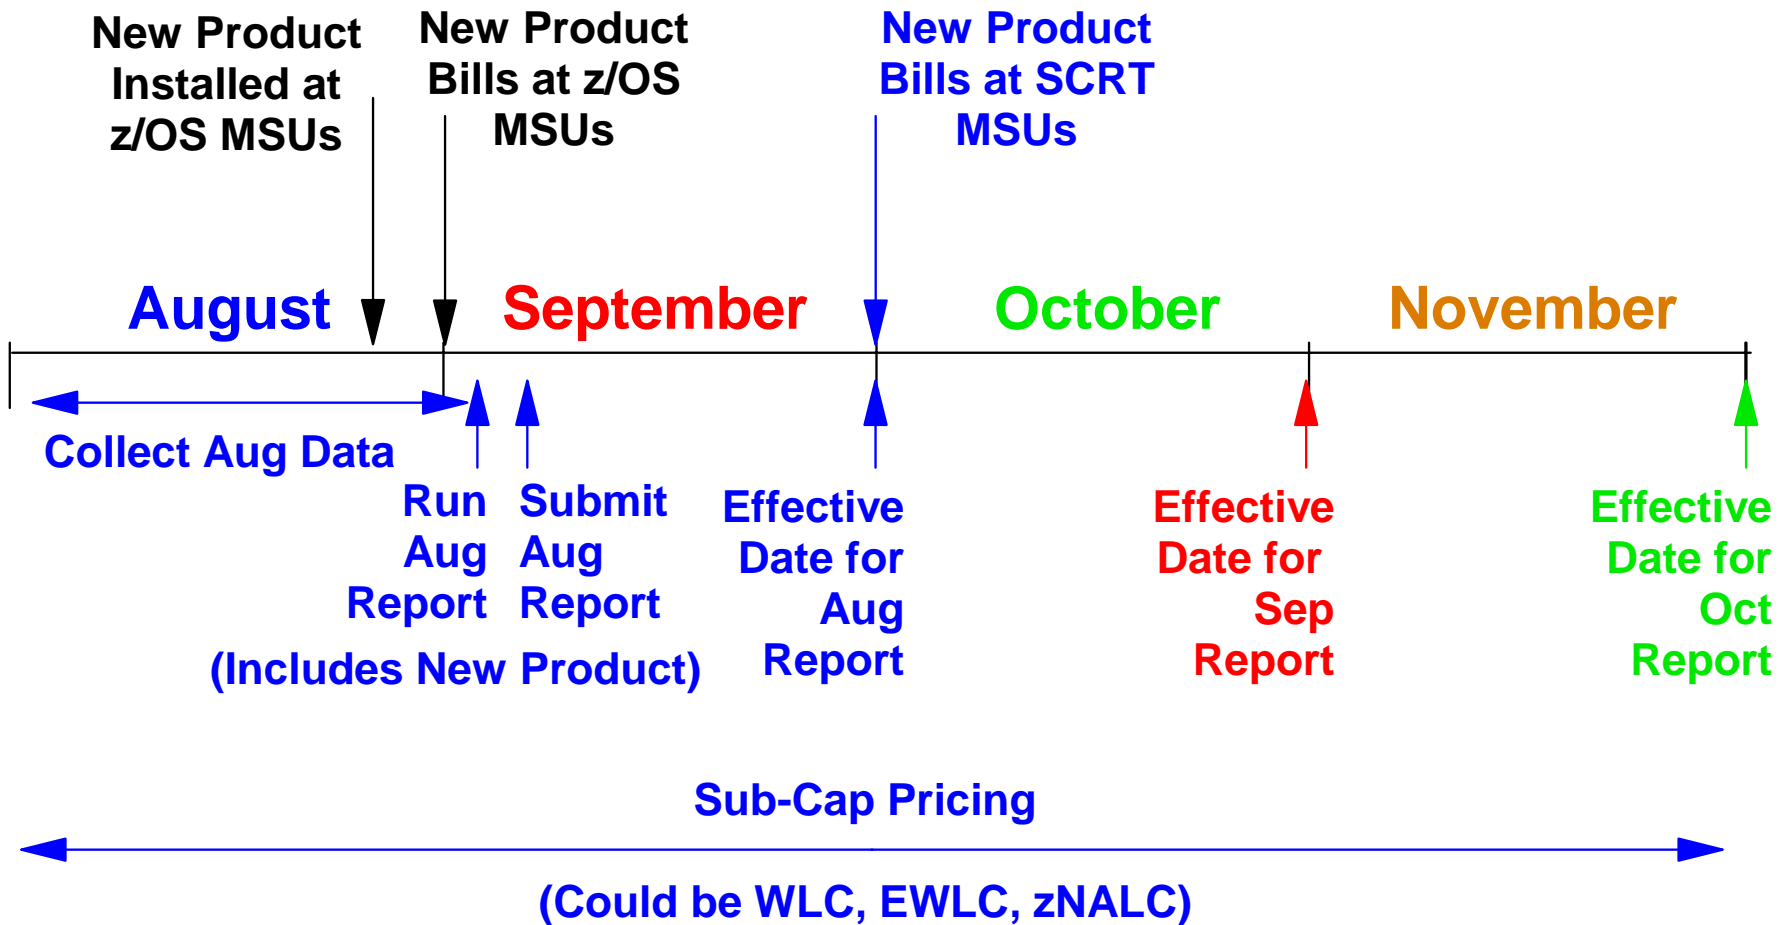 New Product
Installed at
z/OS MSUs
New Product
Bills at z/OS
MSUs
New Product
Bills at SCRT
MSUs
August
September
October
November
Collect Aug Data
Run
Aug
Report
Submit
Aug
Report
(Includes New Product)
Effective
Date for
Aug
Report
Effective
Date for
Sep
Report
Effective
Date for
Oct
Report
Sub-Cap Pricing
(Could be WLC, EWLC, zNALC)